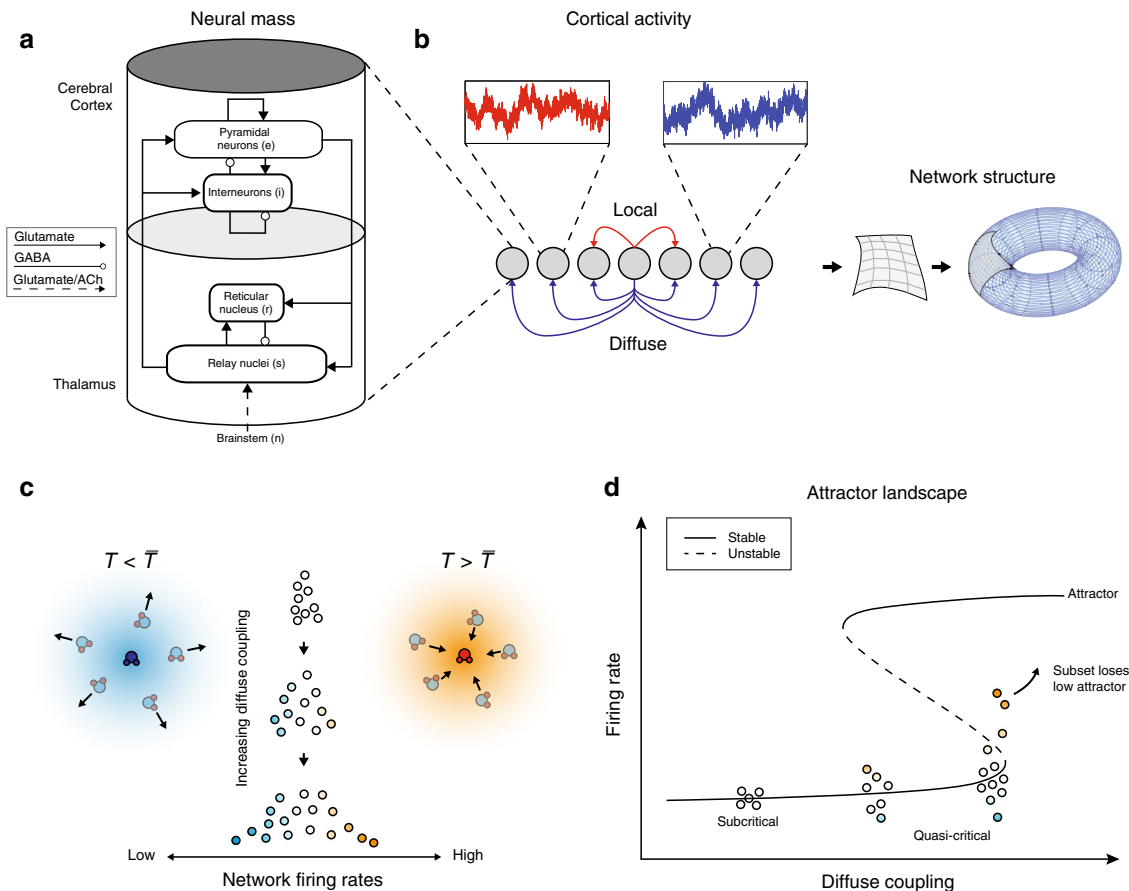 Neural mass
Cortical activity
a
b
Cerebral
Cortex
Pyramidal
neurons (e)
Interneurons (i)
Glutamate
GABA
Glutamate/ACh
Reticular
nucleus (r)
Relay nuclei (s)
Thalamus
Brainstem (n)
Local
Diffuse
Network structure
c
T < T̅
T > T̅
Increasing diffuse coupling
Low
High
Network firing rates
d
Attractor landscape
Stable
Unstable
Attractor
Subset loses
low attractor
Firing rate
Subcritical
Quasi-critical
Diffuse coupling